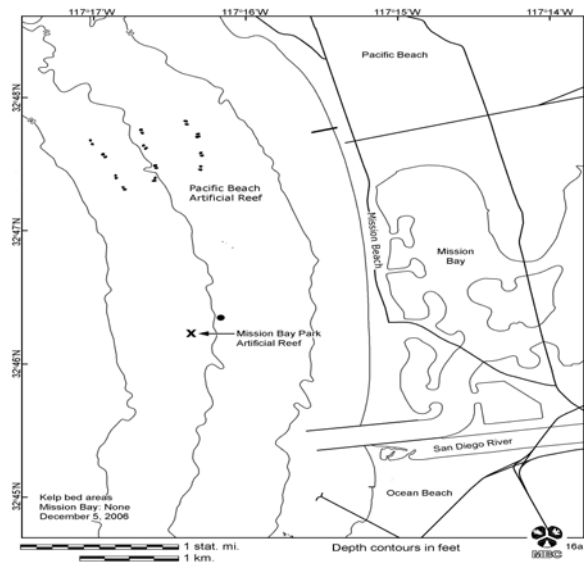 117°17'W
117°16'W
117°15'W
117°14'W
32°48'N
32°47'N
32°46'N
32°45'N
Pacific Beach
Pacific Beach
Artificial Reef
Mission Beach
Mission
Bay
X
Mission Bay Park
Artificial Reef
San Diego River
Ocean Beach
Kelp bed areas
Mission Bay: None
December 5, 2006
1 stat. mi.
1 km.
Depth contours in feet
MBC
16a